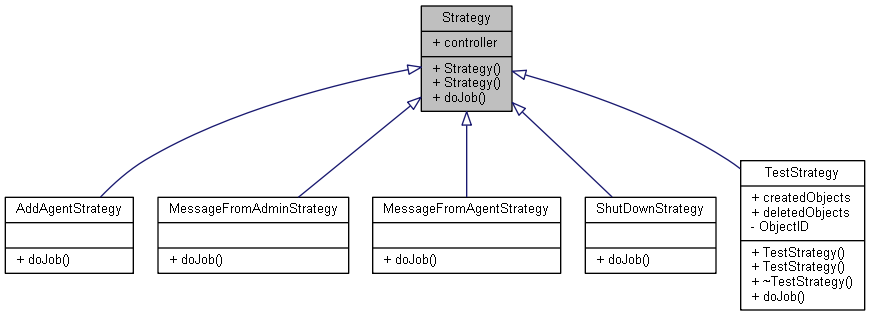 Strategy
+ controller
+ Strategy()
+ Strategy()
+ doJob()
AddAgentStrategy
+ doJob()
MessageFromAdminStrategy
+ doJob()
MessageFromAgentStrategy
+ doJob()
ShutDownStrategy
+ doJob()
TestStrategy
+ createdObjects
+ deletedObjects
- ObjectID
+ TestStrategy()
+ TestStrategy()
+ ~TestStrategy()
+ doJob()